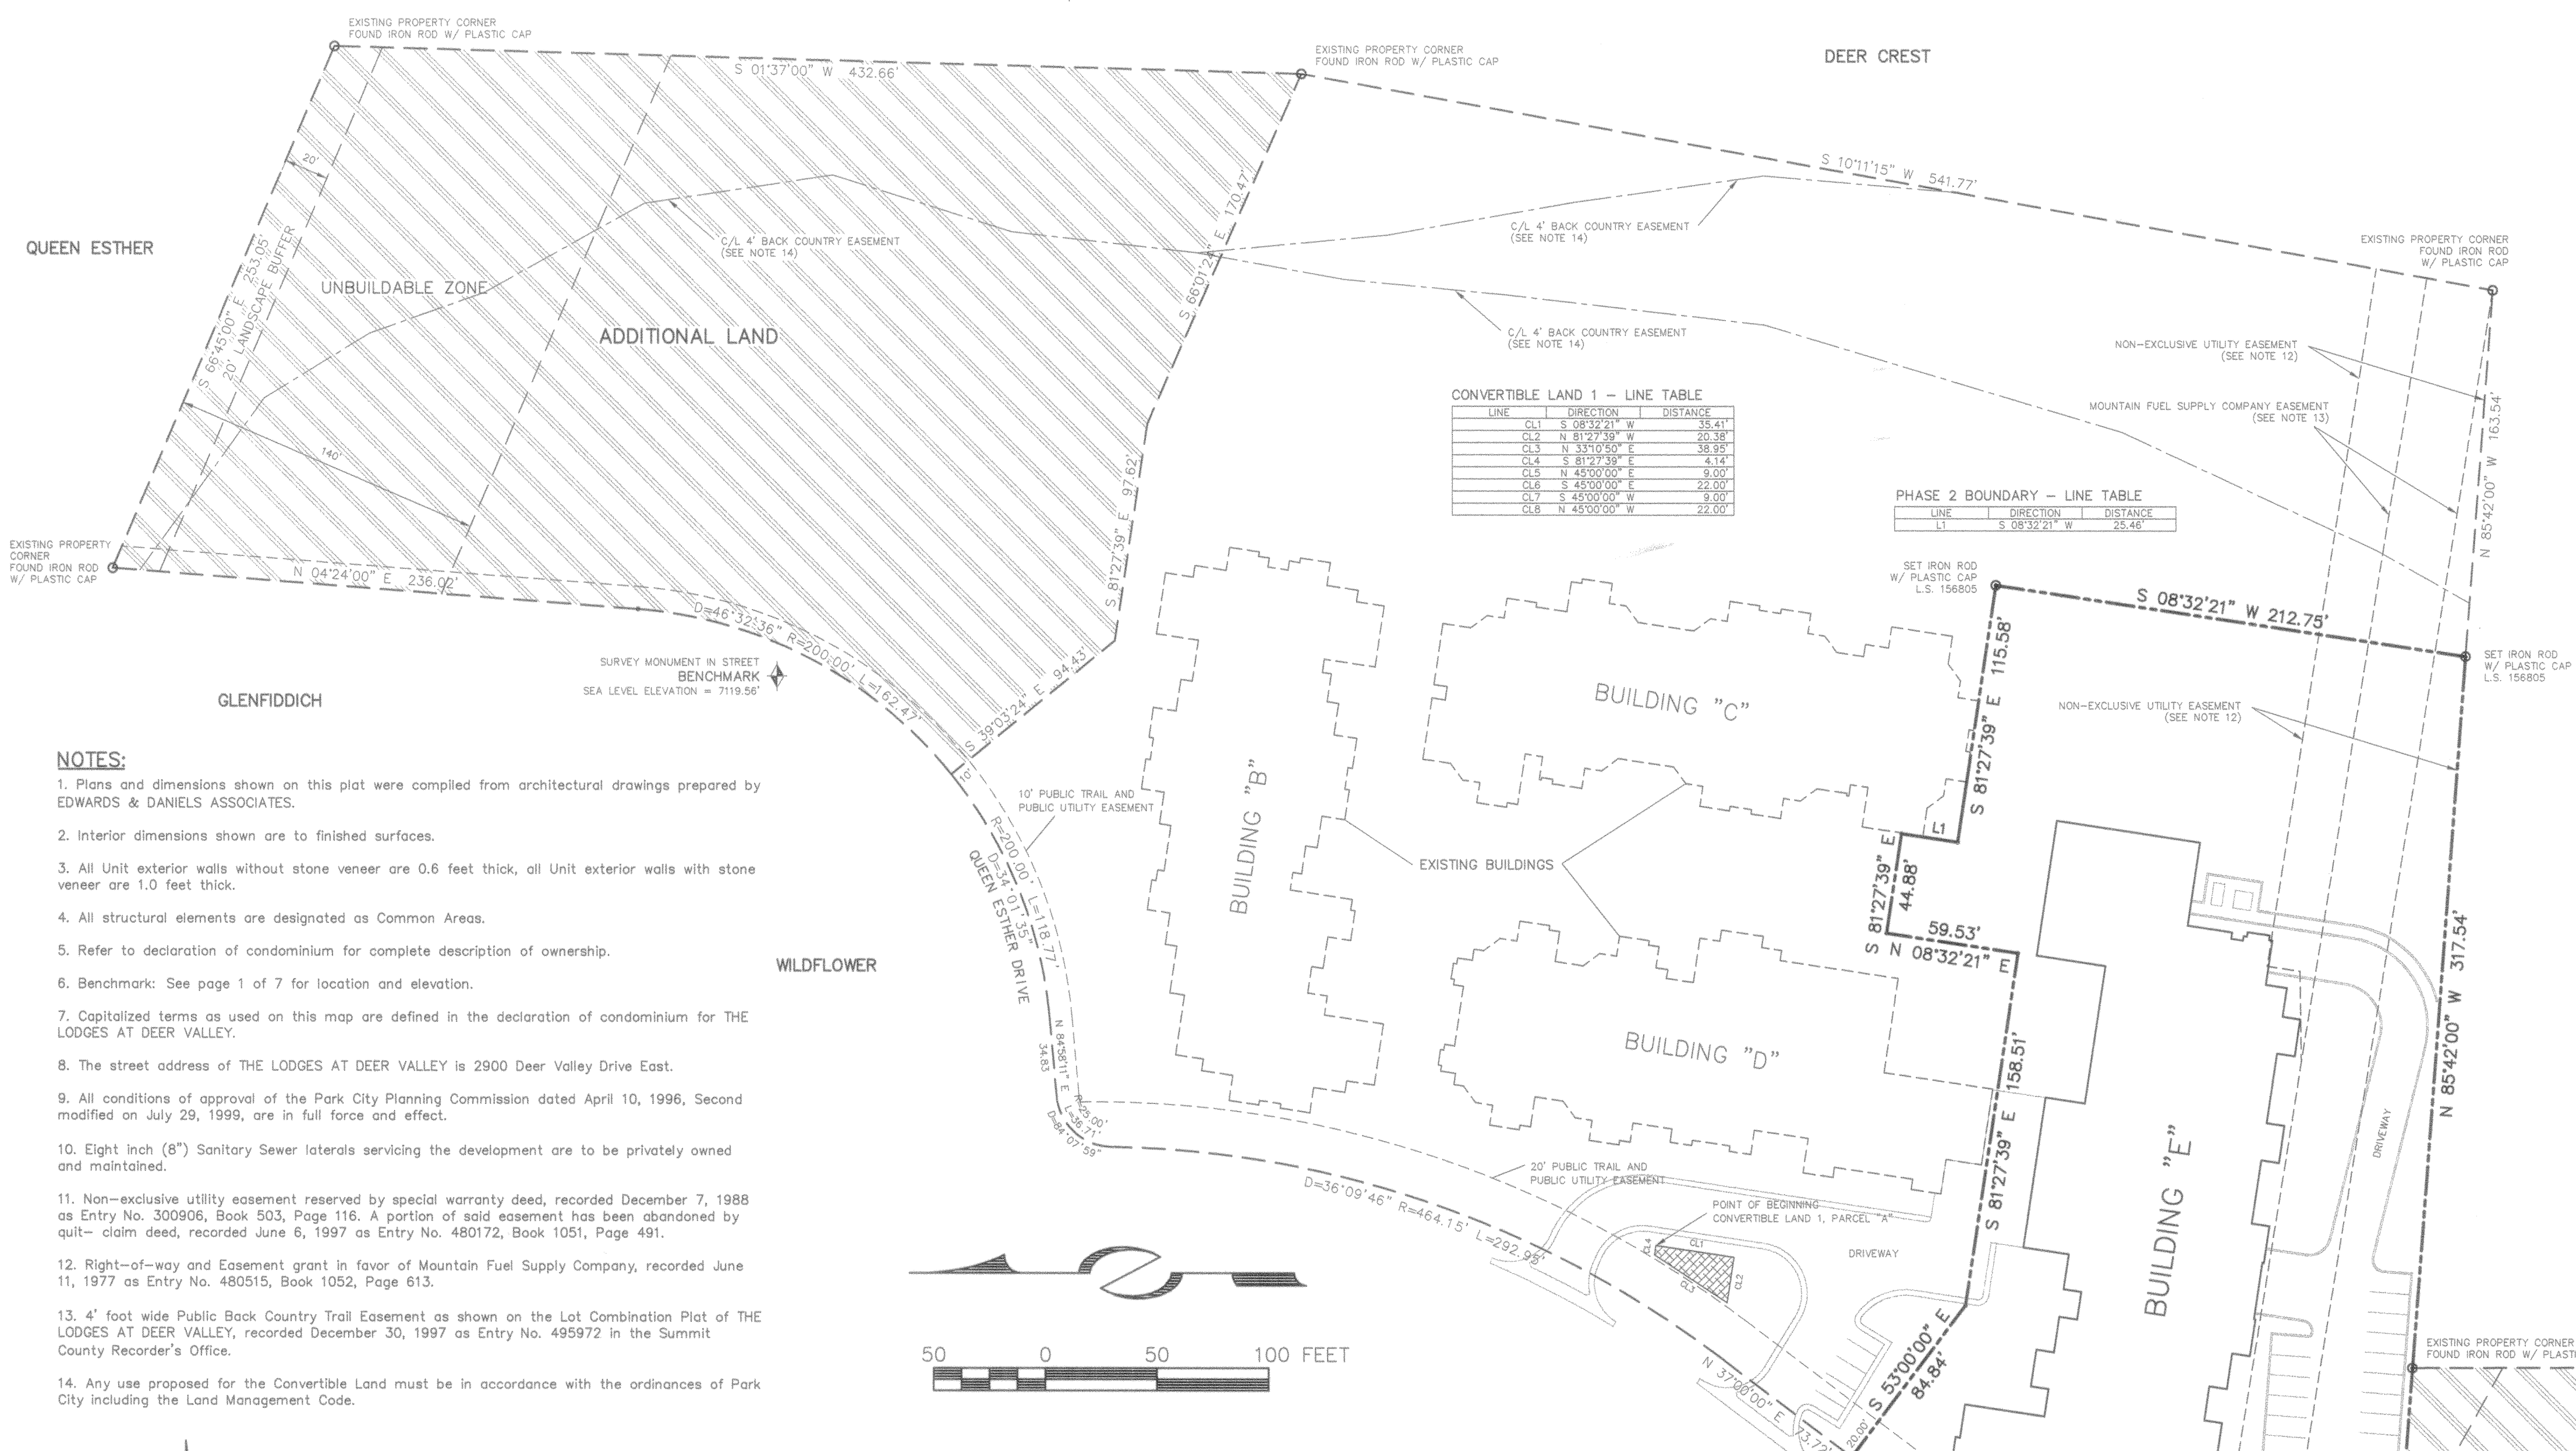 EXISTING PROPERTY CORNER
FOUND IRON ROD W/ PLASTIC CAP
S 01°37'00" W 432.66'
EXISTING PROPERTY CORNER
FOUND IRON ROD W/ PLASTIC CAP
DEER CREST
S 10°11'15" W 541.77'
20'
QUEEN ESTHER
S 66°45'00" E 253.05'
20' LANDSCAPE BUFFER
UNBUILDABLE ZONE
ADDITIONAL LAND
C/L 4' BACK COUNTRY EASEMENT
(SEE NOTE 14)
S 66°01'24" E 170.47'
C/L 4' BACK COUNTRY EASEMENT
(SEE NOTE 14)
C/L 4' BACK COUNTRY EASEMENT
(SEE NOTE 14)
EXISTING PROPERTY CORNER
FOUND IRON ROD
W/ PLASTIC CAP
NON-EXCLUSIVE UTILITY EASEMENT
(SEE NOTE 12)
MOUNTAIN FUEL SUPPLY COMPANY EASEMENT
(SEE NOTE 13)
N 85°42'00" W 163.54'
CONVERTIBLE LAND 1 - LINE TABLE
LINE DIRECTION DISTANCE
CL1 S 08°32'21" W 35.41'
CL2 N 81°27'39" W 20.38'
CL3 N 33°10'50" E 38.95'
CL4 S 81°27'39" E 4.14'
CL5 N 45°00'00" E 9.00'
CL6 S 45°00'00" E 22.00'
CL7 S 45°00'00" W 9.00'
CL8 N 45°00'00" W 22.00'
PHASE 2 BOUNDARY - LINE TABLE
LINE DIRECTION DISTANCE
L1 S 08°32'21" W 25.46'
140'
EXISTING PROPERTY
CORNER
FOUND IRON ROD
W/ PLASTIC CAP
N 04°24'00" E 236.02'
D=46°32'36" R=200.00' L=162.47'
S 81°27'39" E 97.62'
S 39°03'24" E 94.43'
10'
SURVEY MONUMENT IN STREET
BENCHMARK
SEA LEVEL ELEVATION = 7119.56'
GLENFIDDICH
SET IRON ROD
W/ PLASTIC CAP
L.S. 156805
S 08°32'21" W 212.75'
SET IRON ROD
W/ PLASTIC CAP
L.S. 156805
S 81°27'39" E 115.58'
NON-EXCLUSIVE UTILITY EASEMENT
(SEE NOTE 12)
BUILDING "B"
BUILDING "C"
EXISTING BUILDINGS
L1
S 81°27'39" E
44.88'
59.53'
N 08°32'21" E
BUILDING "D"
S 81°27'39" E 158.51'
BUILDING "E"
N 85°42'00" W 317.54'
DRIVEWAY
10' PUBLIC TRAIL AND
PUBLIC UTILITY EASEMENT
R=200.00' L=118.77'
D=34°01'35"
QUEEN ESTHER DRIVE
WILDFLOWER
N 84°58'11" E
34.83
R=25.00'
L=36.71'
D=84°07'59"
20' PUBLIC TRAIL AND
PUBLIC UTILITY EASEMENT
D=36°09'46" R=464.15' L=292.95'
POINT OF BEGINNING
CONVERTIBLE LAND 1, PARCEL "A"
CL4
CL1
CL2
CL3
DRIVEWAY
N 37°00'00" E
73.72'
20.00'
S 53°00'00" E
84.84'
EXISTING PROPERTY CORNER
FOUND IRON ROD W/
NOTES:
1. Plans and dimensions shown on this plat were compiled from architectural drawings prepared by
EDWARDS & DANIELS ASSOCIATES.
2. Interior dimensions shown are to finished surfaces.
3. All Unit exterior walls without stone veneer are 0.6 feet thick, all Unit exterior walls with stone
veneer are 1.0 feet thick.
4. All structural elements are designated as Common Areas.
5. Refer to declaration of condominium for complete description of ownership.
6. Benchmark: See page 1 of 7 for location and elevation.
7. Capitalized terms as used on this map are defined in the declaration of condominium for THE
LODGES AT DEER VALLEY.
8. The street address of THE LODGES AT DEER VALLEY is 2900 Deer Valley Drive East.
9. All conditions of approval of the Park City Planning Commission dated April 10, 1996, Second
modified on July 29, 1999, are in full force and effect.
10. Eight inch (8") Sanitary Sewer laterals servicing the development are to be privately owned
and maintained.
11. Non-exclusive utility easement reserved by special warranty deed, recorded December 7, 1988
as Entry No. 300906, Book 503, Page 116. A portion of said easement has been abandoned by
quit- claim deed, recorded June 6, 1997 as Entry No. 480172, Book 1051, Page 491.
12. Right-of-way and Easement grant in favor of Mountain Fuel Supply Company, recorded June
11, 1977 as Entry No. 480515, Book 1052, Page 613.
13. 4' foot wide Public Back Country Trail Easement as shown on the Lot Combination Plat of THE
LODGES AT DEER VALLEY, recorded December 30, 1997 as Entry No. 495972 in the Summit
County Recorder's Office.
14. Any use proposed for the Convertible Land must be in accordance with the ordinances of Park
City including the Land Management Code.
50 0 50 100 FEET